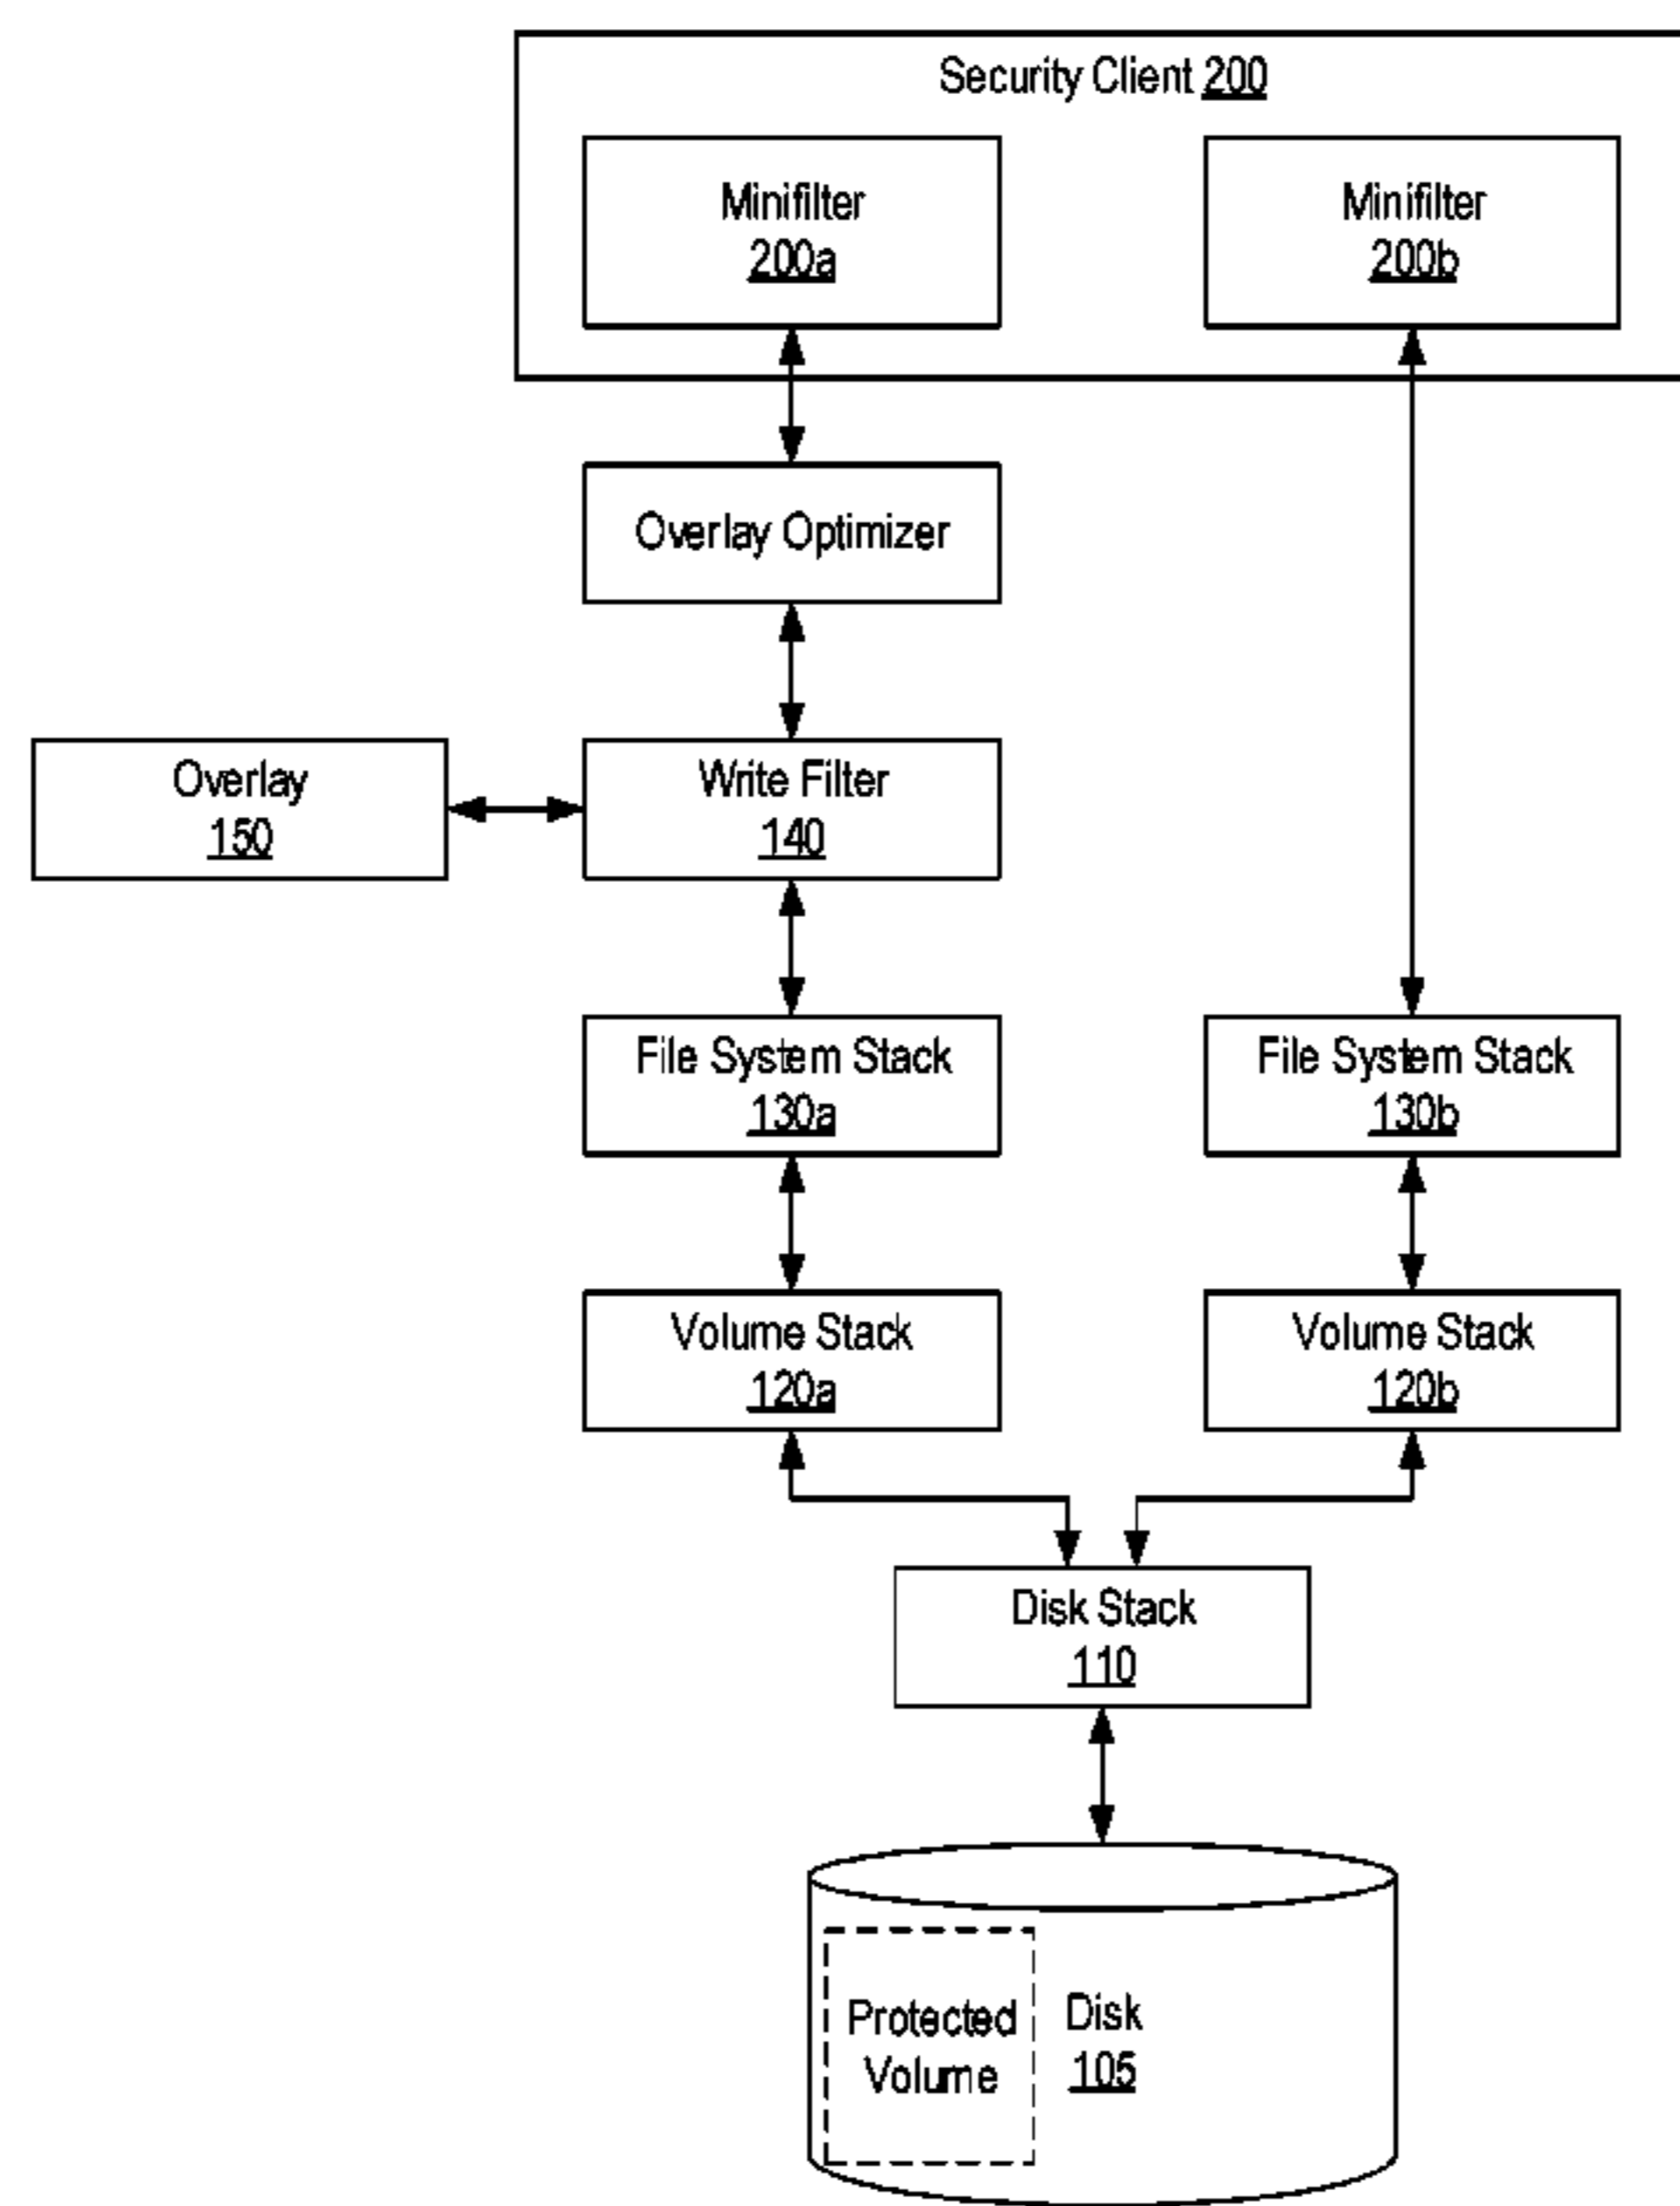 Security Client 200
Minifilter
200a
Minifilter
200b
Overlay Optimizer
Overlay
150
Write Filter
140
File System Stack
130a
File System Stack
130b
Volume Stack
120a
Volume Stack
120b
Disk Stack
110
Protected
Volume
Disk
105